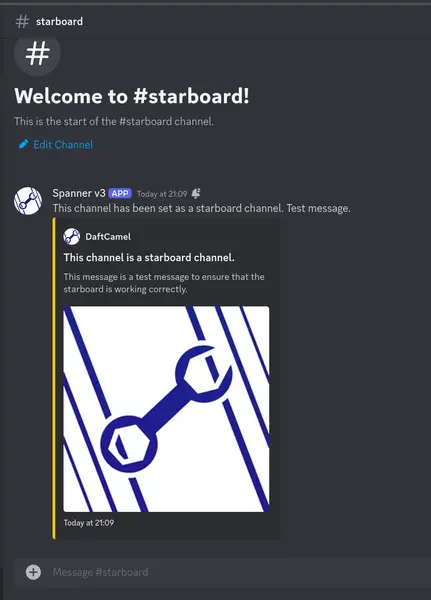 # starboard
#
Welcome to #starboard!
This is the start of the #starboard channel.
Edit Channel
Spanner v3 APP Today at 21:09
This channel has been set as a starboard channel. Test message.
DaftCamel
This channel is a starboard channel.
This message is a test message to ensure that the
starboard is working correctly.
Today at 21:09
Message #starboard